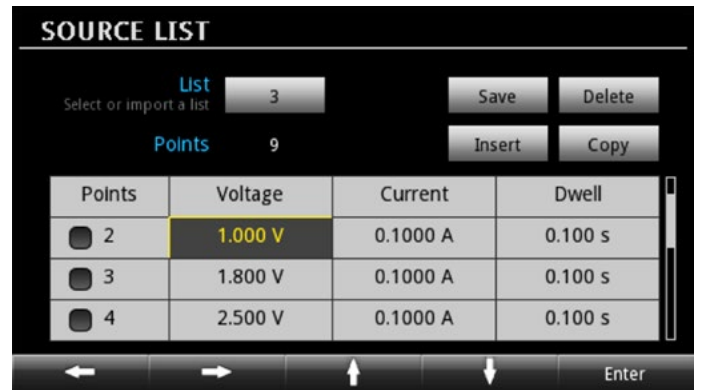 SOURCE LIST
List 3 Save Delete
Select or import a list
Points 9 Insert Copy
Points Voltage Current Dwell
2 1.000 V 0.1000 A 0.100 s
3 1.800 V 0.1000 A 0.100 s
4 2.500 V 0.1000 A 0.100 s
Enter